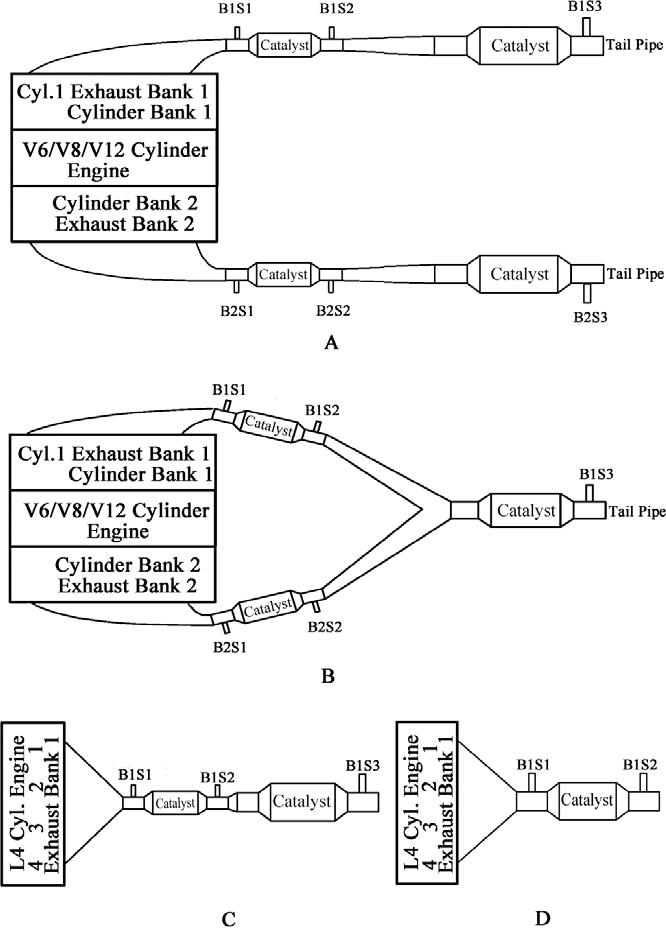 B1S1
B1S2
B1S3
Catalyst
Catalyst
Tail Pipe
Cyl.1 Exhaust Bank 1
Cylinder Bank 1
V6/V8/V12 Cylinder
Engine
Cylinder Bank 2
Exhaust Bank 2
Catalyst
Catalyst
Tail Pipe
B2S1
B2S2
B2S3
A
B1S1
B1S2
Catalyst
Cyl.1 Exhaust Bank 1
Cylinder Bank 1
B1S3
V6/V8/V12 Cylinder
Engine
Catalyst
Tail Pipe
Cylinder Bank 2
Exhaust Bank 2
Catalyst
B2S1
B2S2
B
L4 Cyl. Engine
4 3 2 1
Exhaust Bank 1
B1S1
B1S2
B1S3
Catalyst
Catalyst
C
L4 Cyl. Engine
4 3 2 1
Exhaust Bank 1
B1S1
B1S2
Catalyst
D